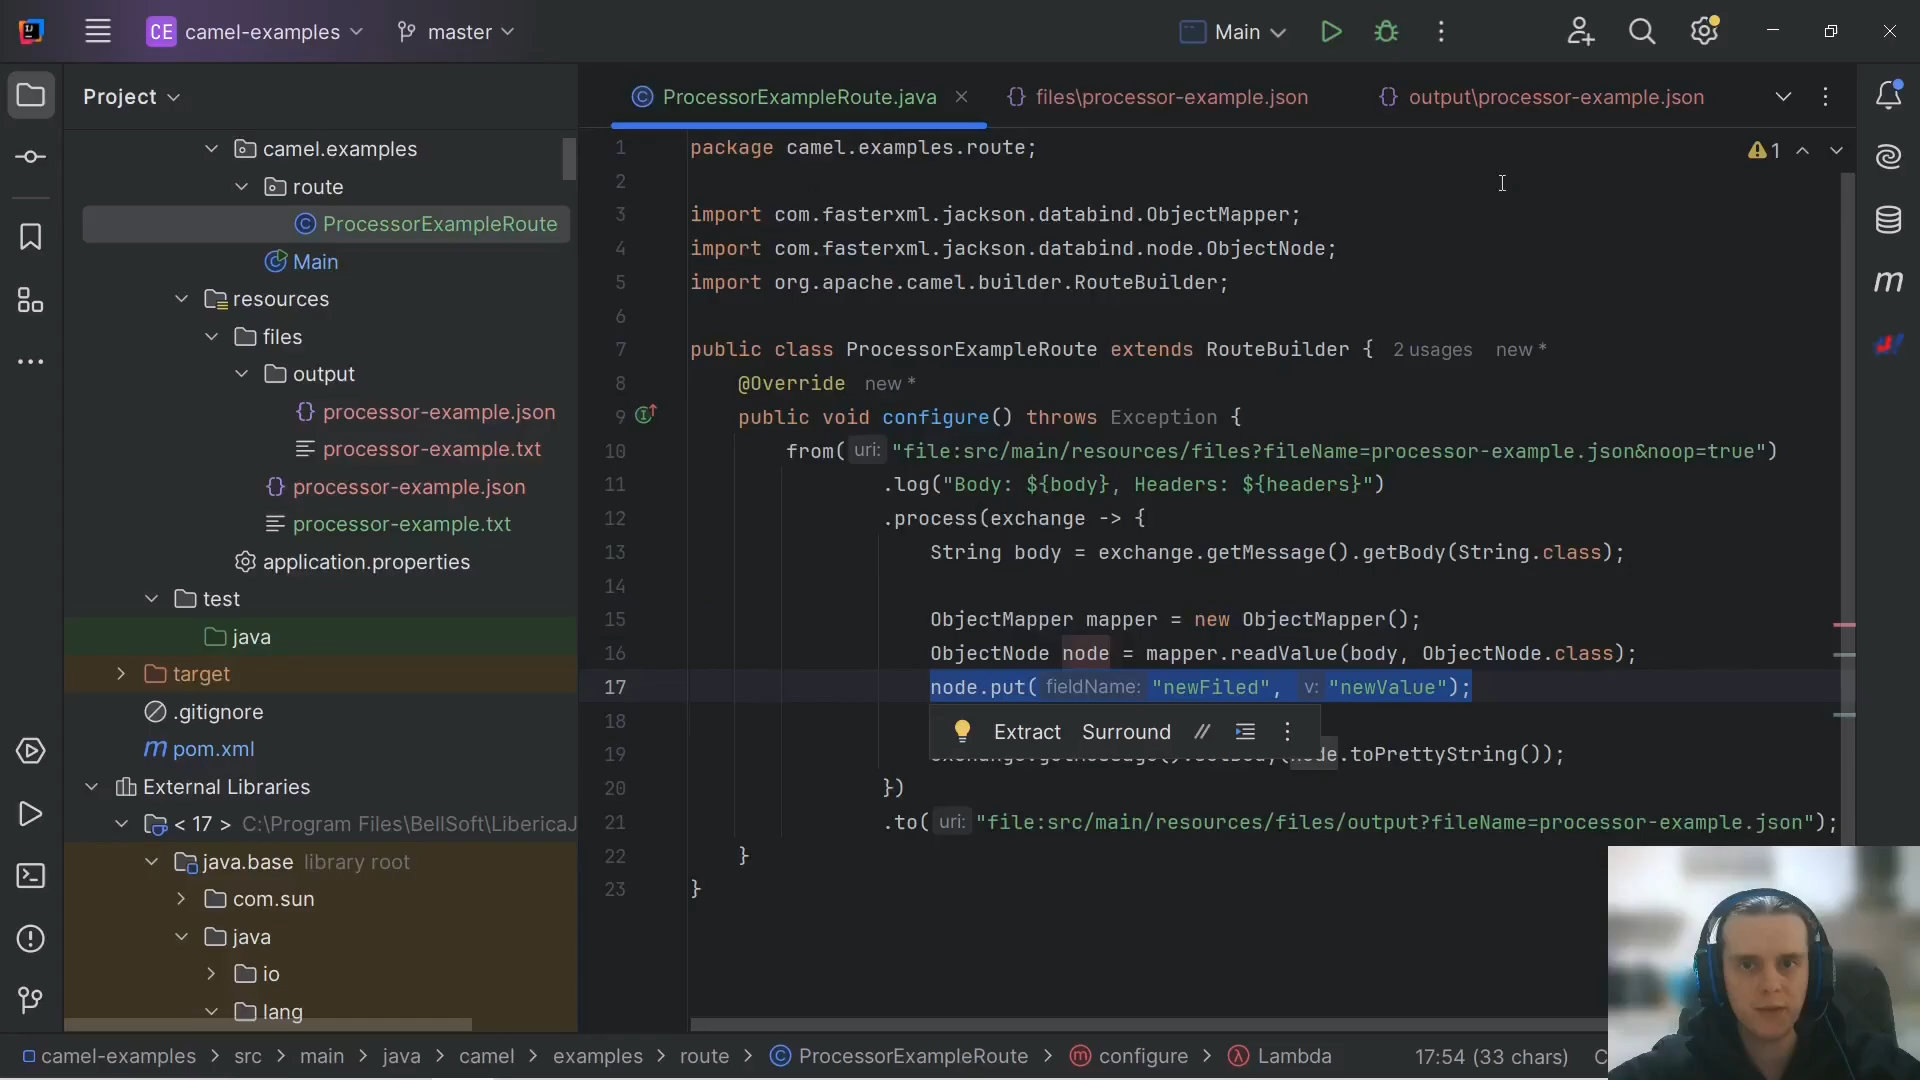 CE camel-examples master Main
Project
ProcessorExampleRoute.java files\processor-example.json output\processor-example.json
camel.examples
route
ProcessorExampleRoute
Main
resources
files
output
processor-example.json
processor-example.txt
processor-example.json
processor-example.txt
application.properties
test
java
target
.gitignore
m pom.xml
External Libraries
< 17 > C:\Program Files\BellSoft\LibericaJ
java.base library root
com.sun
java
io
lang
1 package camel.examples.route;
2
3 import com.fasterxml.jackson.databind.ObjectMapper;
4 import com.fasterxml.jackson.databind.node.ObjectNode;
5 import org.apache.camel.builder.RouteBuilder;
6
7 public class ProcessorExampleRoute extends RouteBuilder { 2 usages new *
8 @Override new *
9 public void configure() throws Exception {
10 from( uri: "file:src/main/resources/files?fileName=processor-example.json&noop=true")
11 .log("Body: ${body}, Headers: ${headers}")
12 .process(exchange -> {
13 String body = exchange.getMessage().getBody(String.class);
14
15 ObjectMapper mapper = new ObjectMapper();
16 ObjectNode node = mapper.readValue(body, ObjectNode.class);
17 node.put( fieldName: "newFiled", v: "newValue");
18 Extract Surround
19 node.toPrettyString());
20 })
21 .to( uri: "file:src/main/resources/files/output?fileName=processor-example.json");
22 }
23 }
1
m
camel-examples > src > main > java > camel > examples > route > ProcessorExampleRoute > configure > Lambda 17:54 (33 chars)